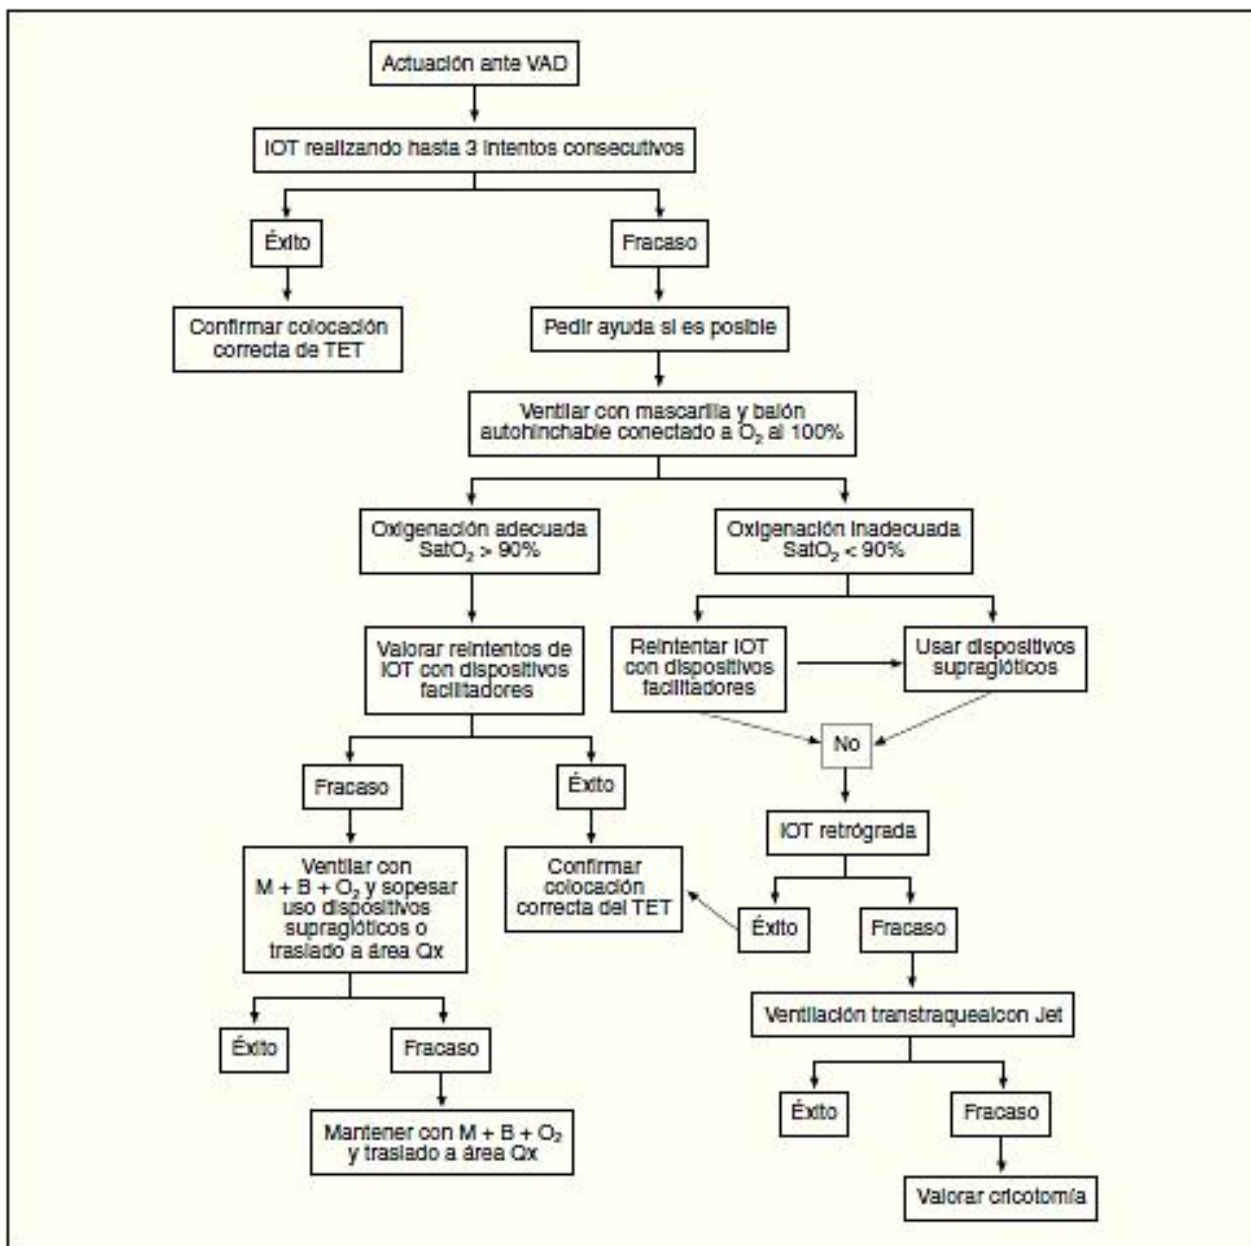 Actuación ante VAD
IOT realizando hasta 3 intentos consecutivos
Éxito
Fracaso
Confirmar colocación
correcta de TET
Pedir ayuda si es posible
Ventilar con mascarilla y balón
autohinchable conectado a O₂ al 100%
Oxigenación adecuada
SatO₂ > 90%
Oxigenación inadecuada
SatO₂ < 90%
Valorar reintentos de
IOT con dispositivos
facilitadores
Reintentar IOT
con dispositivos
facilitadores
Usar dispositivos
supraglóticos
No
Fracaso
Éxito
IOT retrógrada
Ventilar con
M + B + O₂ y sopesar
uso dispositivos
supraglóticos o
traslado a área Qx
Confirmar
colocación
correcta del TET
Éxito
Fracaso
Ventilación transtraquealcon Jet
Éxito
Fracaso
Éxito
Fracaso
Mantener con M + B + O₂
y traslado a área Qx
Valorar cricotomía